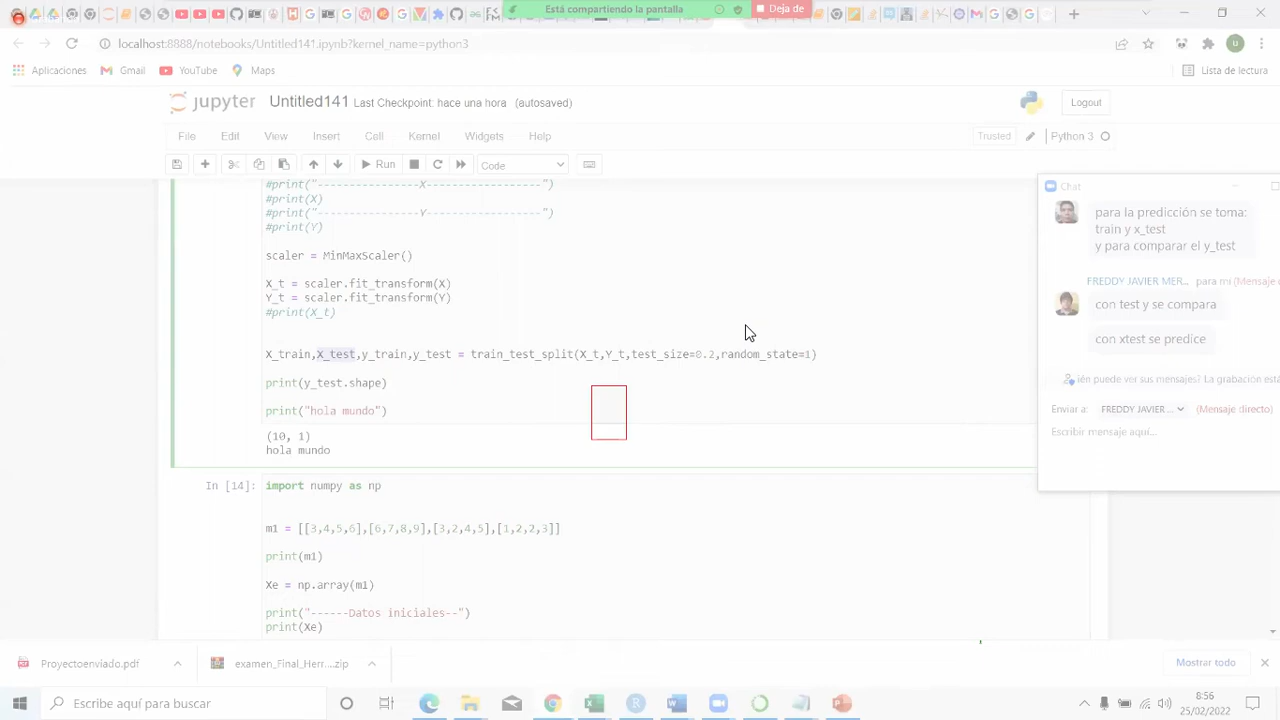 Está compartiendo la pantalla
Deja de
localhost:8888/notebooks/Untitled141.ipynb?kernel_name=python3
Aplicaciones
Gmail
YouTube
Maps
Lista de lectura
jupyter
Untitled141
Last Checkpoint: hace una hora
(autosaved)
Logout
File
Edit
View
Insert
Cell
Kernel
Widgets
Help
Trusted
Python 3
Run
Code
#print("----------------X------------------")
#print(X)
#print("----------------Y------------------")
#print(Y)
scaler = MinMaxScaler()
X_t = scaler.fit_transform(X)
Y_t = scaler.fit_transform(Y)
#print(X_t)
X_train,X_test,y_train,y_test = train_test_split(X_t,Y_t,test_size=0.2,random_state=1)
print(y_test.shape)
print("hola mundo")
(10, 1)
hola mundo
In [14]:
import numpy as np
m1 = [[3,4,5,6],[6,7,8,9],[3,2,4,5],[1,2,2,3]]
print(m1)
Xe = np.array(m1)
print("------Datos iniciales--")
print(Xe)
Chat
para la predicción se toma:
train y x_test
y para comparar el y_test
FREDDY JAVIER MER... para mí (Mensaje
con test y se compara
con xtest se predice
ién puede ver sus mensajes? La grabación está
Enviar a:
FREDDY JAVIER ...
(Mensaje directo)
Escribir mensaje aquí...
Proyectoenviado.pdf
examen_Final_Herr....zip
Mostrar todo
Escribe aquí para buscar
8:56
25/02/2022